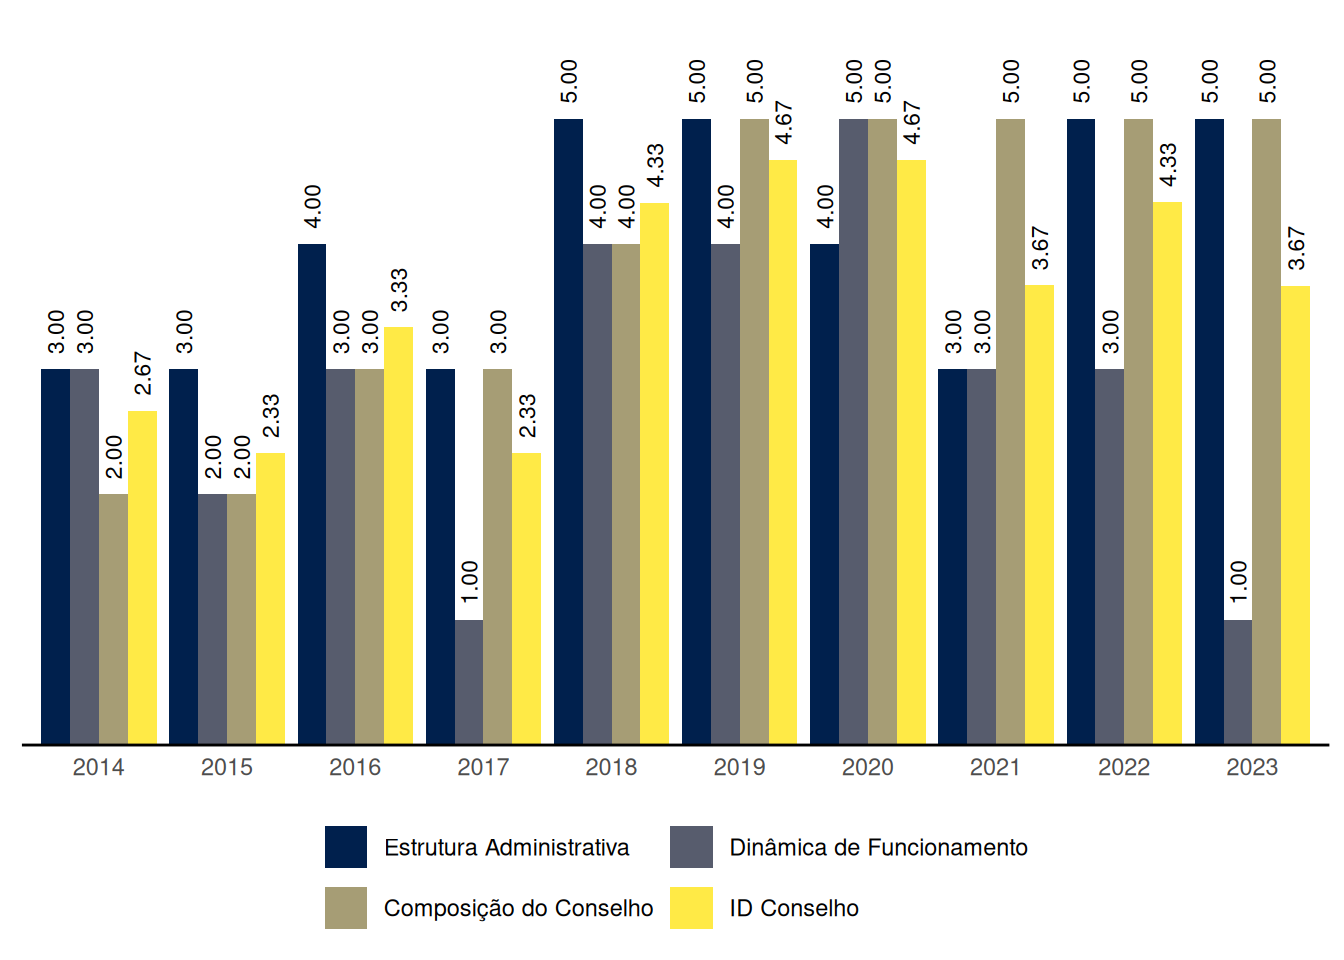 5.00 5.00 5.00 5.00 5.00 5.00 5.00 5.00 5.00 5.00
4.67 4.67
4.33 4.33
4.00 4.00 4.00 4.00 4.00
3.67 3.67
3.33
3.00 3.00 3.00 3.00 3.00 3.00 3.00 3.00 3.00 3.00
2.67
2.33 2.33
2.00 2.00 2.00
1.00 1.00
2014 2015 2016 2017 2018 2019 2020 2021 2022 2023
Estrutura Administrativa Dinâmica de Funcionamento
Composição do Conselho ID Conselho